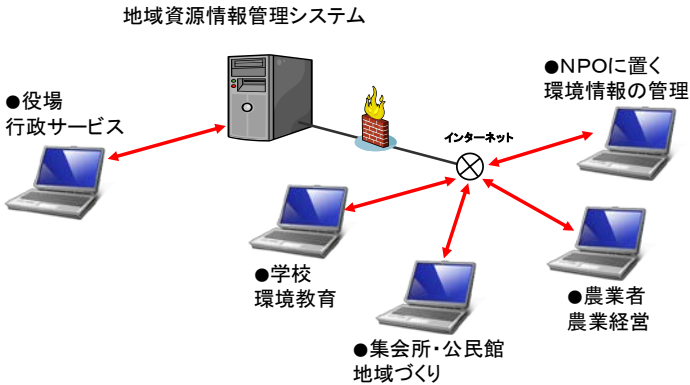 地域資源情報管理システム
●役場
行政サービス
インターネット
●NPOに置く
環境情報の管理
●学校
環境教育
●集会所・公民館
地域づくり
●農業者
農業経営